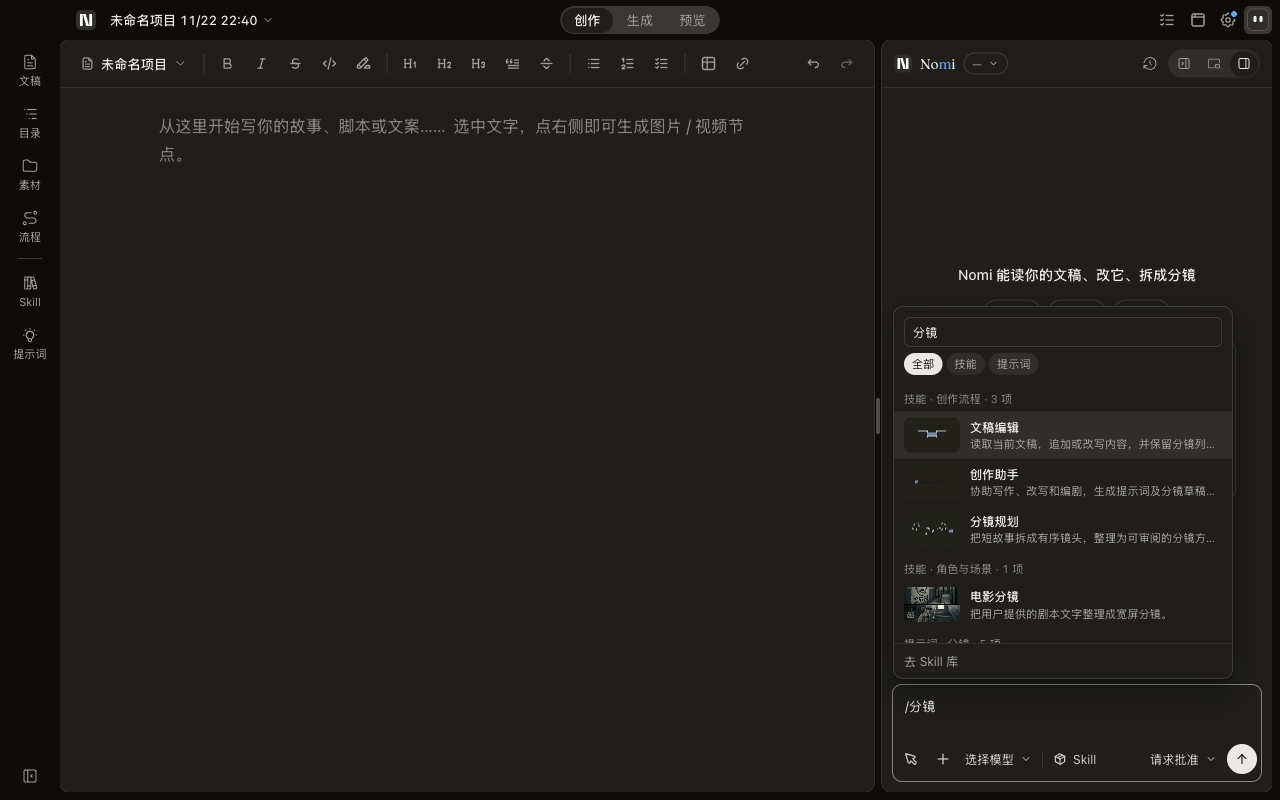 未命名项目 11/22 22:40
创作
生成
预览
文稿
目录
素材
流程
Skill
提示词
未命名项目
B
I
S
H1
H2
H3
从这里开始写你的故事、脚本或文案…… 选中文字，点右侧即可生成图片 / 视频节
点。
Nomi
—
Nomi 能读你的文稿、改它、拆成分镜
分镜
全部
技能
提示词
技能 · 创作流程 · 3 项
文稿编辑
读取当前文稿，追加或改写内容，并保留分镜列...
创作助手
协助写作、改写和编剧，生成提示词及分镜草稿...
分镜规划
把短故事拆成有序镜头，整理为可审阅的分镜方...
技能 · 角色与场景 · 1 项
电影分镜
把用户提供的剧本文字整理成宽屏分镜。
提示词 · 分镜 · 5 项
去 Skill 库
/分镜
选择模型
Skill
请求批准